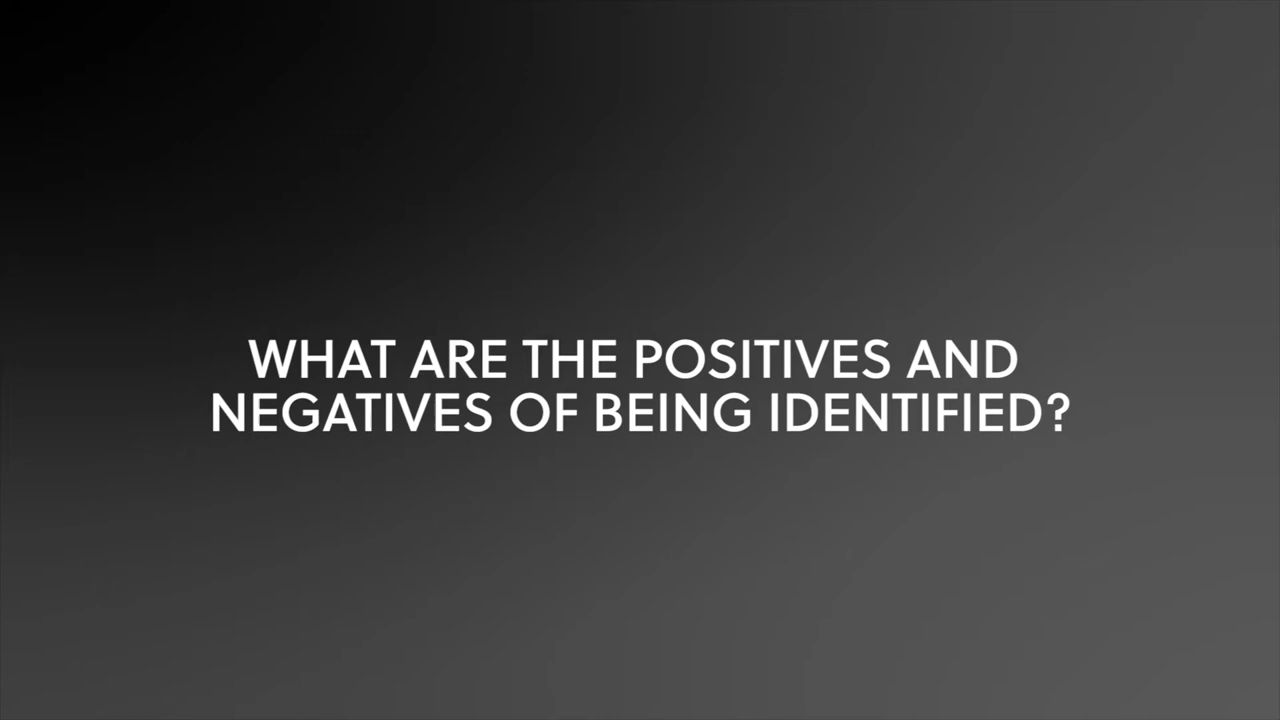 WHAT ARE THE POSITIVES AND
NEGATIVES OF BEING IDENTIFIED?